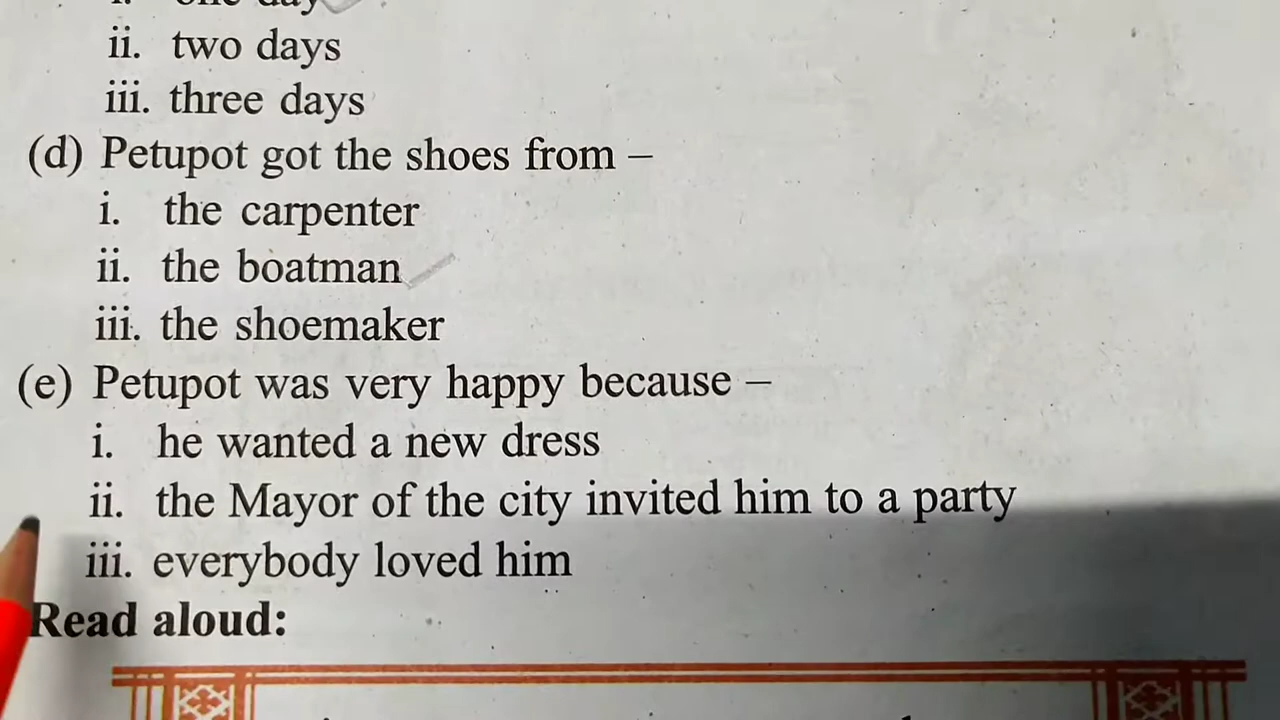 i. one day
ii. two days
iii. three days
(d) Petupot got the shoes from –
i. the carpenter
ii. the boatman
iii. the shoemaker
(e) Petupot was very happy because –
i. he wanted a new dress
ii. the Mayor of the city invited him to a party
iii. everybody loved him
Read aloud: